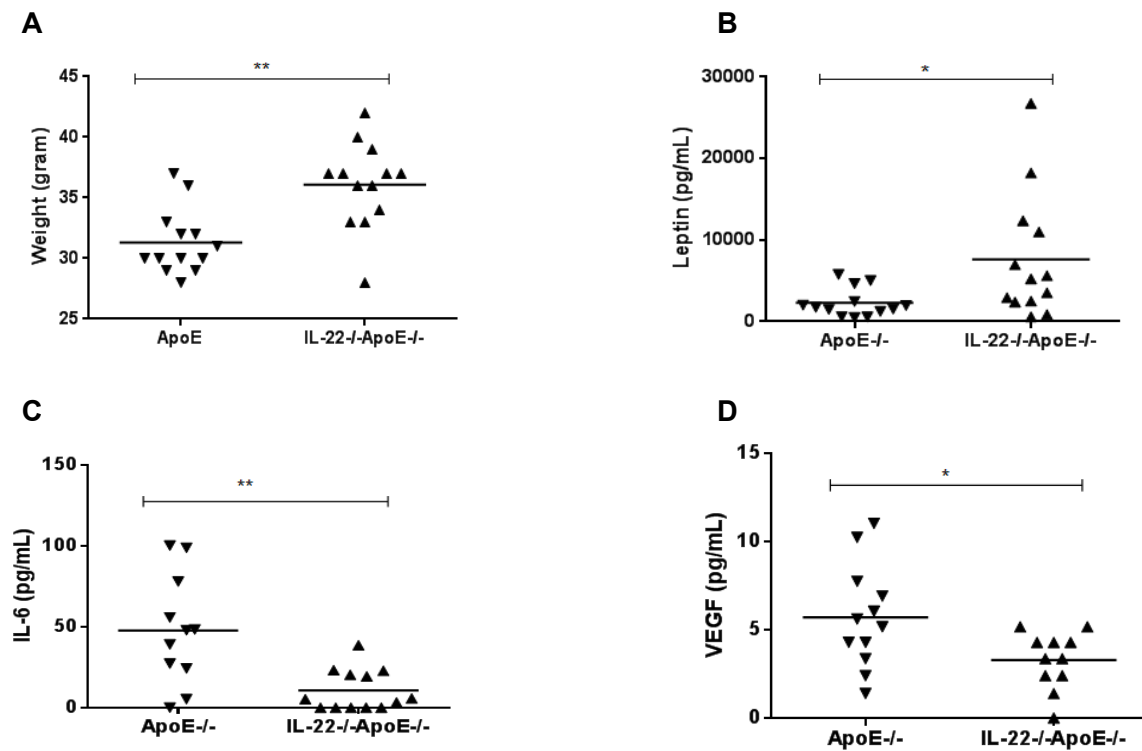 A
**
45
40
35
30
25
Weight (gram)
ApoE
IL-22-/-ApoE-/-
B
*
30000
20000
10000
0
Leptin (pg/mL)
ApoE-/-
IL-22-/-ApoE-/-
C
**
150
100
50
0
IL-6 (pg/mL)
ApoE-/-
IL-22-/-ApoE-/-
D
*
15
10
5
0
VEGF (pg/mL)
ApoE-/-
IL-22-/-ApoE-/-